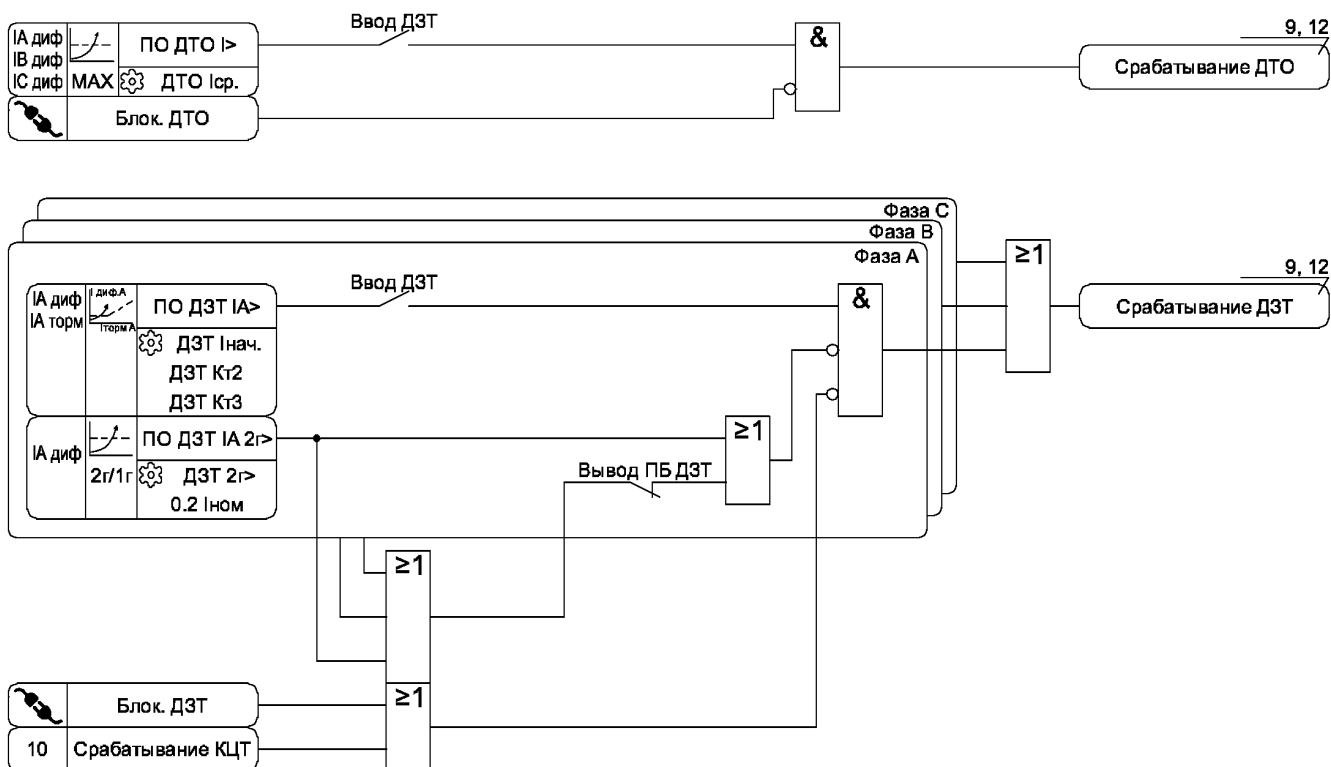 Ввод ДЗТ
9, 12
IA диф
IB диф
IC диф
MAX
ПО ДТО I>
ДТО Iср.
Блок. ДТО
&
Срабатывание ДТО
Фаза C
Фаза B
Фаза A
IA диф
IA торм
I диф.А
Iторм А
ПО ДЗТ IA>
ДЗТ Iнач.
ДЗТ Кт2
ДЗТ Кт3
Ввод ДЗТ
&
≥1
9, 12
Срабатывание ДЗТ
IA диф
2г/1г
ПО ДЗТ IA 2г>
ДЗТ 2г>
0.2 Iном
Вывод ПБ ДЗТ
≥1
≥1
Блок. ДЗТ
≥1
10
Срабатывание КЦТ